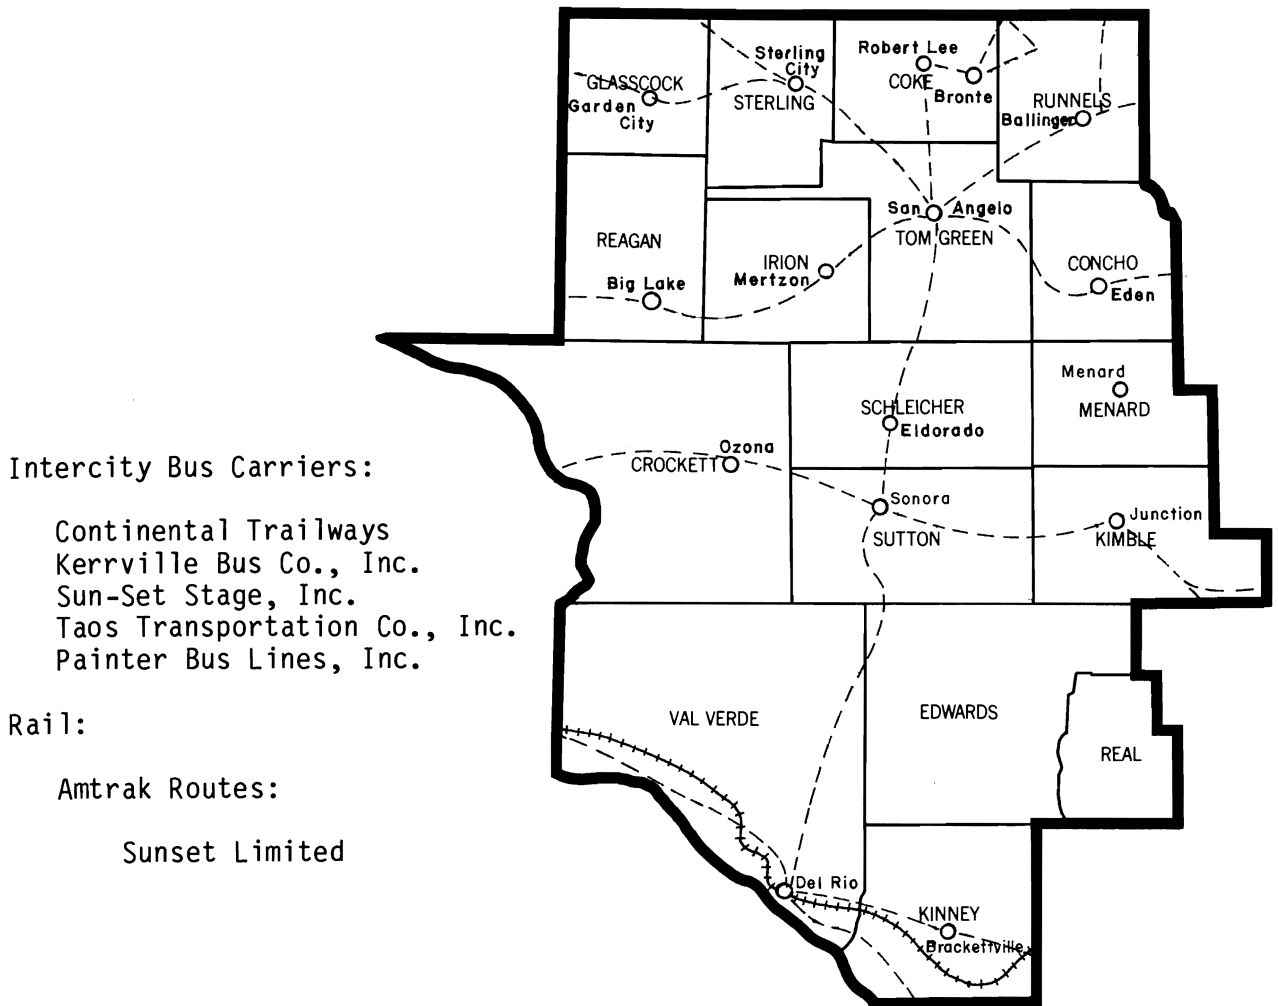 Sterling
City
Robert Lee
GLASSCOCK
COKE
Garden
City
STERLING
Bronte
RUNNELS
Ballinger
San Angelo
TOM GREEN
REAGAN
IRION
Mertzon
CONCHO
Big Lake
Eden
Menard
MENARD
SCHLEICHER
Eldorado
Ozona
CROCKETT
Sonora
SUTTON
Junction
KIMBLE
Intercity Bus Carriers:
Continental Trailways
Kerrville Bus Co., Inc.
Sun-Set Stage, Inc.
Taos Transportation Co., Inc.
Painter Bus Lines, Inc.
Rail:
Amtrak Routes:
Sunset Limited
VAL VERDE
EDWARDS
REAL
Del Rio
KINNEY
Brackettville